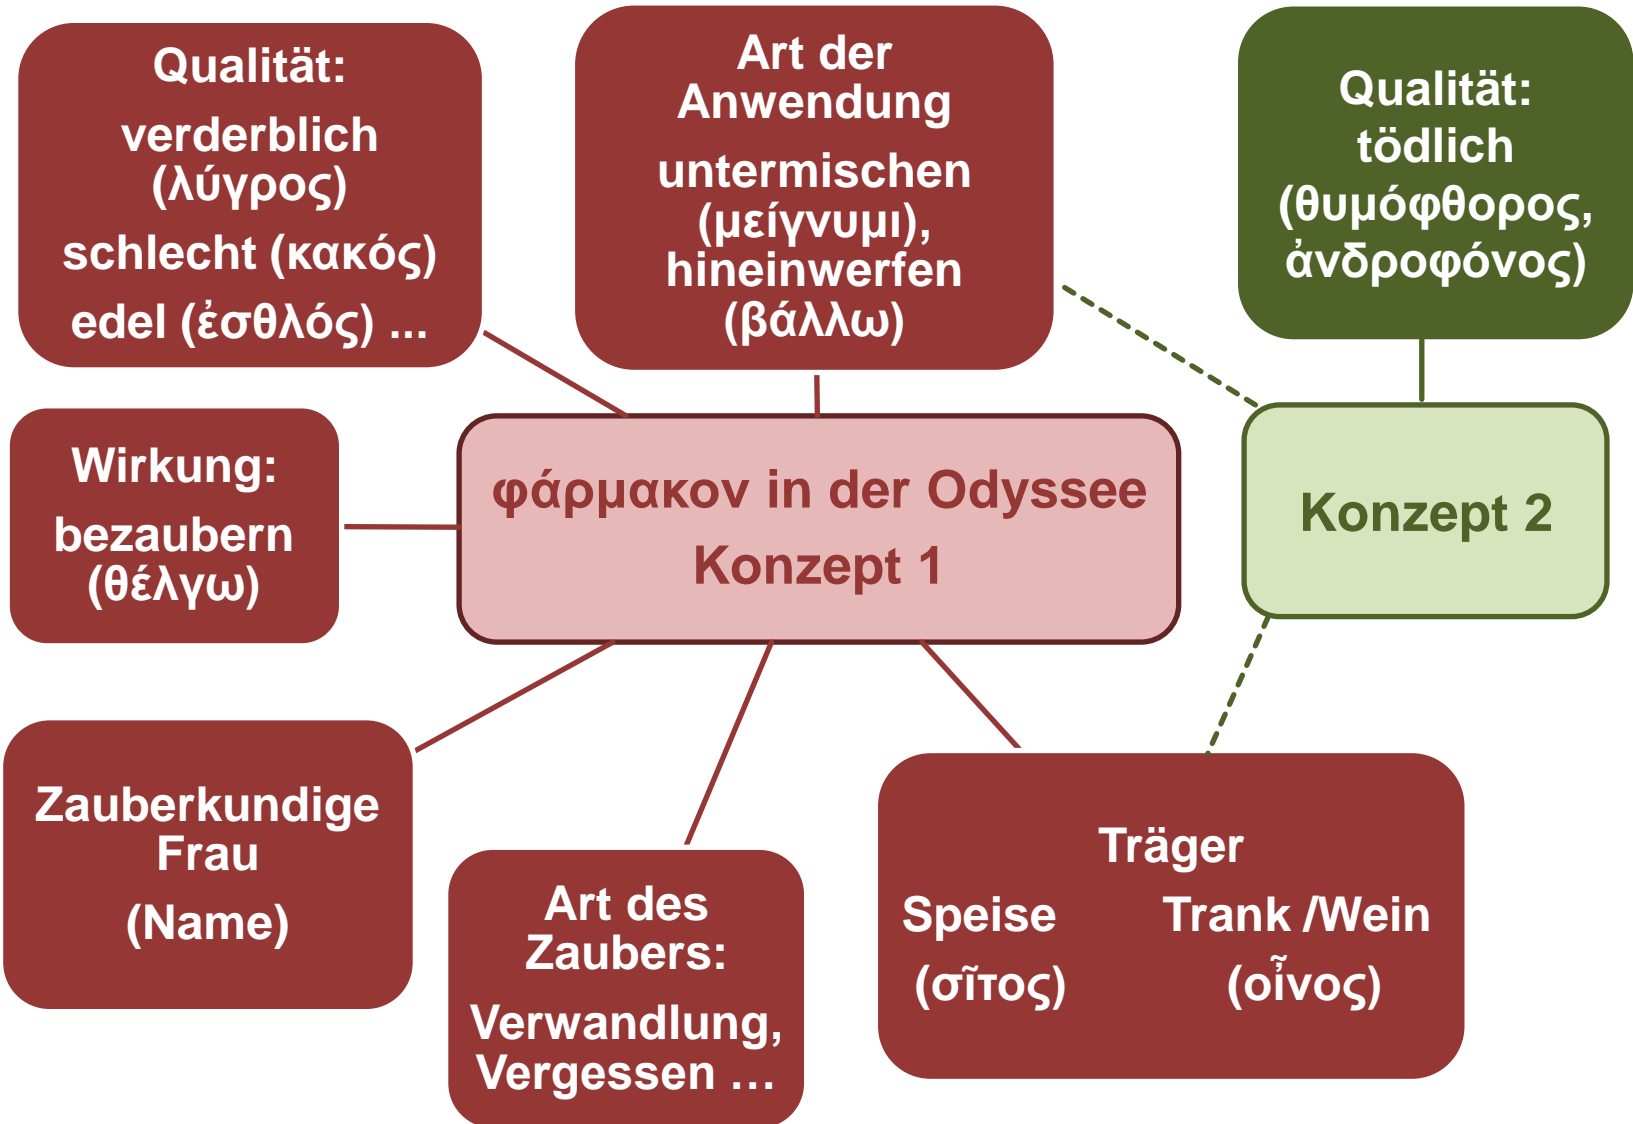 Qualität:
verderblich
(λύγρος)
schlecht (κακός)
edel (ἐσθλός) ...
Art der
Anwendung
untermischen
(μείγνυμι),
hineinwerfen
(βάλλω)
Qualität:
tödlich
(θυμόφθορος,
ἀνδροφόνος)
Wirkung:
bezaubern
(θέλγω)
φάρμακον in der Odyssee
Konzept 1
Konzept 2
Zauberkundige
Frau
(Name)
Art des
Zaubers:
Verwandlung,
Vergessen …
Träger
Speise Trank /Wein
(σῖτος) (οἶνος)